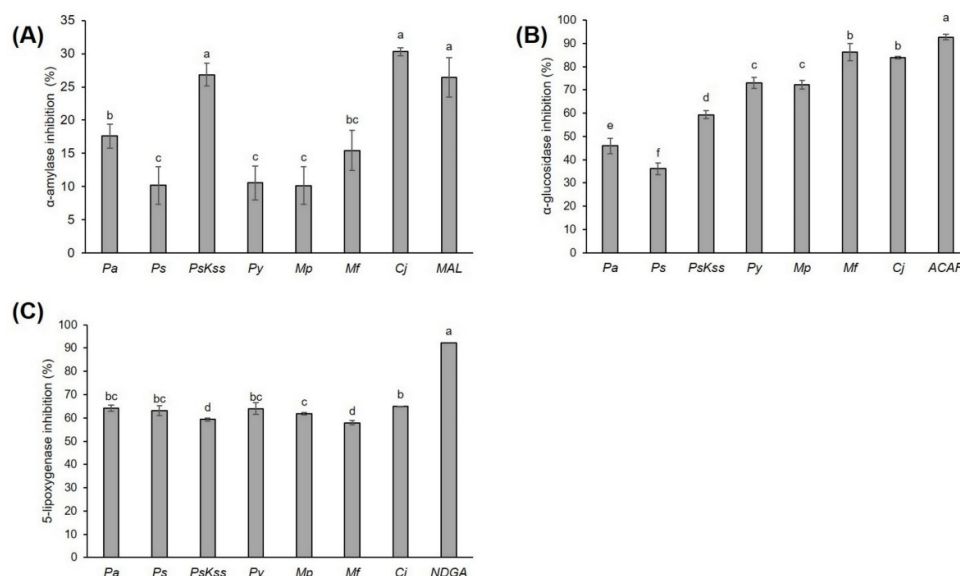 (A)
α-amylase inhibition (%)
35
30
25
20
15
10
5
0
b
c
a
c
c
bc
a
a
Pa Ps PsKss Py Mp Mf Cj MAL
(B)
α-glucosidase inhibition (%)
100
90
80
70
60
50
40
30
20
10
0
e
f
d
c
c
b
b
a
Pa Ps PsKss Py Mp Mf Cj ACAR
(C)
5-lipoxygenase inhibition (%)
100
90
80
70
60
50
40
30
20
10
0
bc
bc
d
bc
c
d
b
a
Pa Ps PsKss Py Mp Mf Cj NDGA